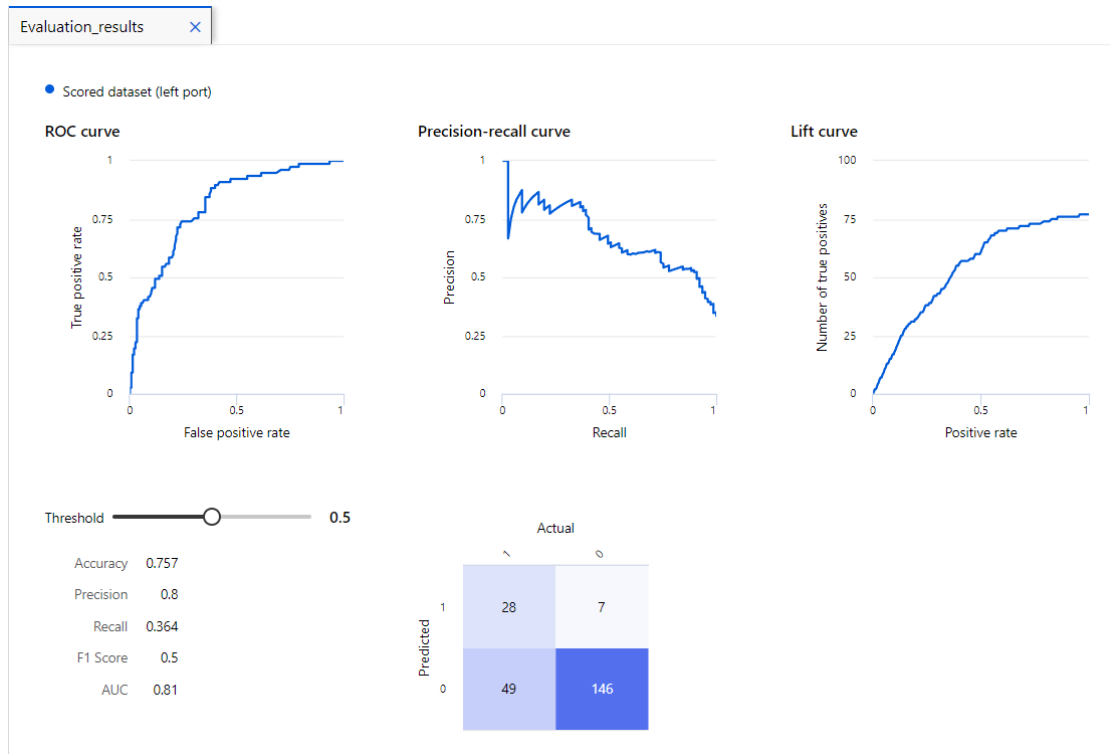 Evaluation_results ×
Scored dataset (left port)
ROC curve
1
0.75
0.5
0.25
0
True positive rate
0 0.5 1
False positive rate
Precision-recall curve
1
0.75
0.5
0.25
0
Precision
0 0.5 1
Recall
Lift curve
100
75
50
25
0
Number of true positives
0 0.5 1
Positive rate
Threshold 0.5
Accuracy 0.757
Precision 0.8
Recall 0.364
F1 Score 0.5
AUC 0.81
Actual
1 0
Predicted
1 28 7
0 49 146